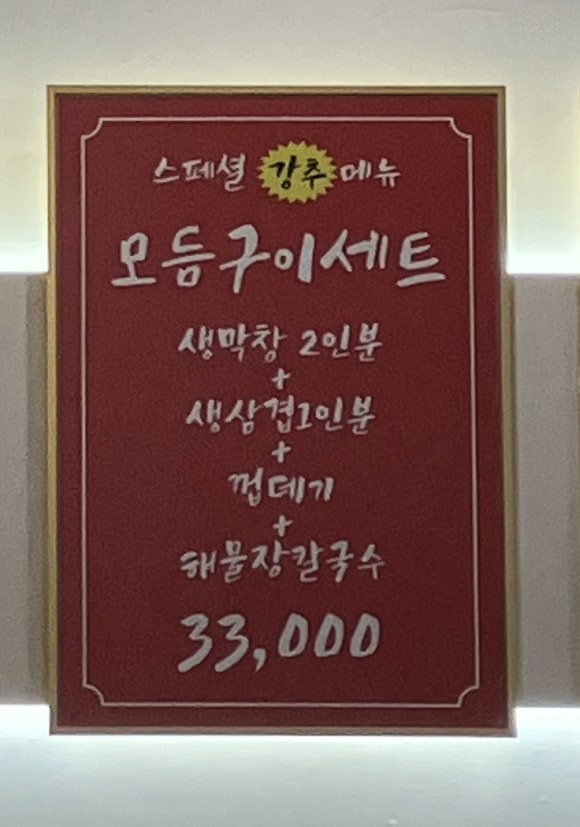 스페셜 강추 메뉴
모듬구이세트
생막창 2인분
+
생삼겹1인분
+
껍데기
+
해물장칼국수
33,000